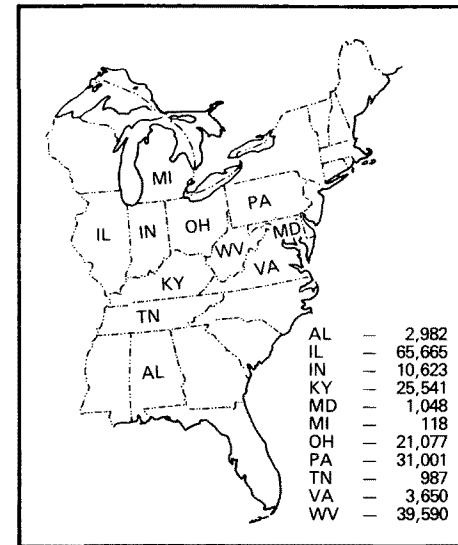 MI
PA
IL IN OH
MD
WV
VA
KY
TN
AL
AL – 2,982
IL – 65,665
IN – 10,623
KY – 25,541
MD – 1,048
MI – 118
OH – 21,077
PA – 31,001
TN – 987
VA – 3,650
WV – 39,590